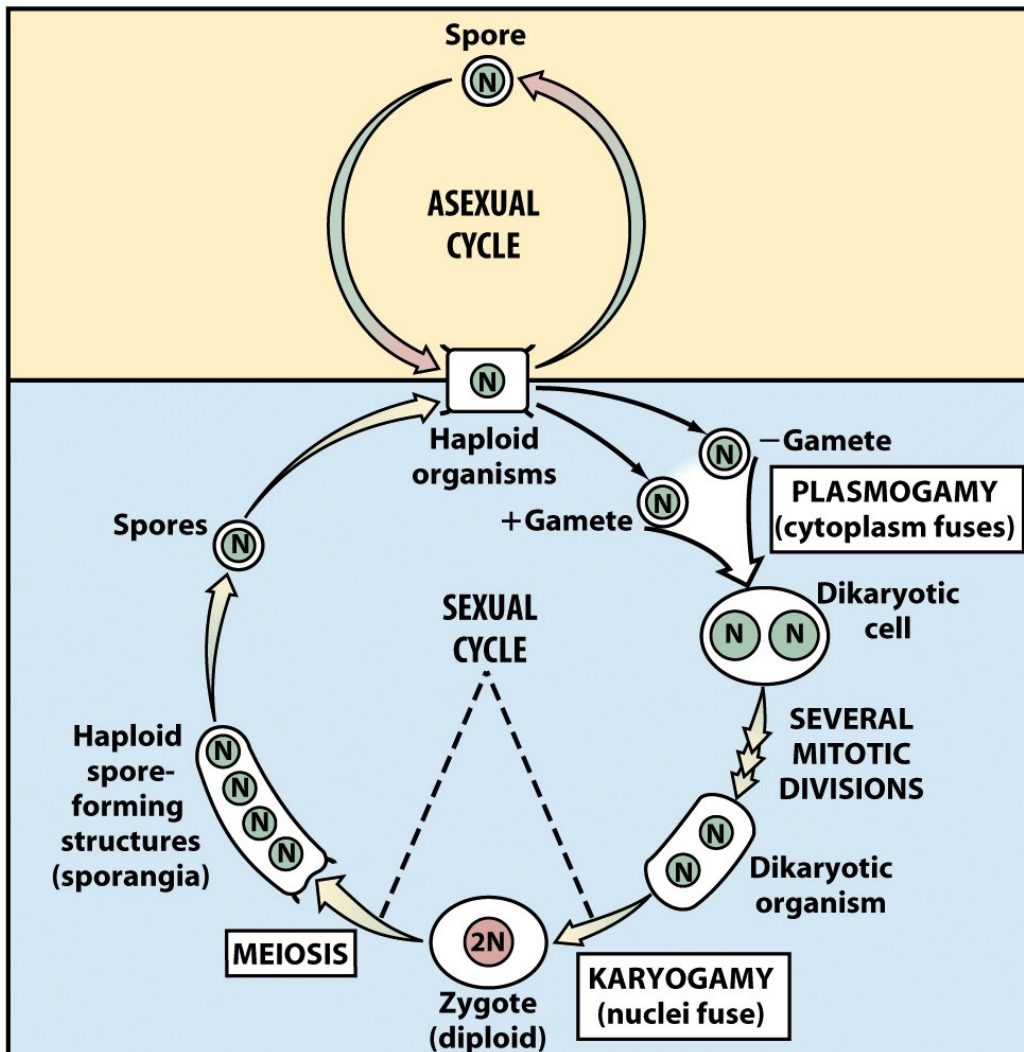 Spore
N
ASEXUAL
CYCLE
N
Haploid
organisms
N
−Gamete
N
+Gamete
PLASMOGAMY
(cytoplasm fuses)
Spores
N
SEXUAL
CYCLE
Dikaryotic
cell
N N
SEVERAL
MITOTIC
DIVISIONS
Haploid
spore-
forming
structures
(sporangia)
N
N
N
N
N
N
Dikaryotic
organism
MEIOSIS
2N
Zygote
(diploid)
KARYOGAMY
(nuclei fuse)